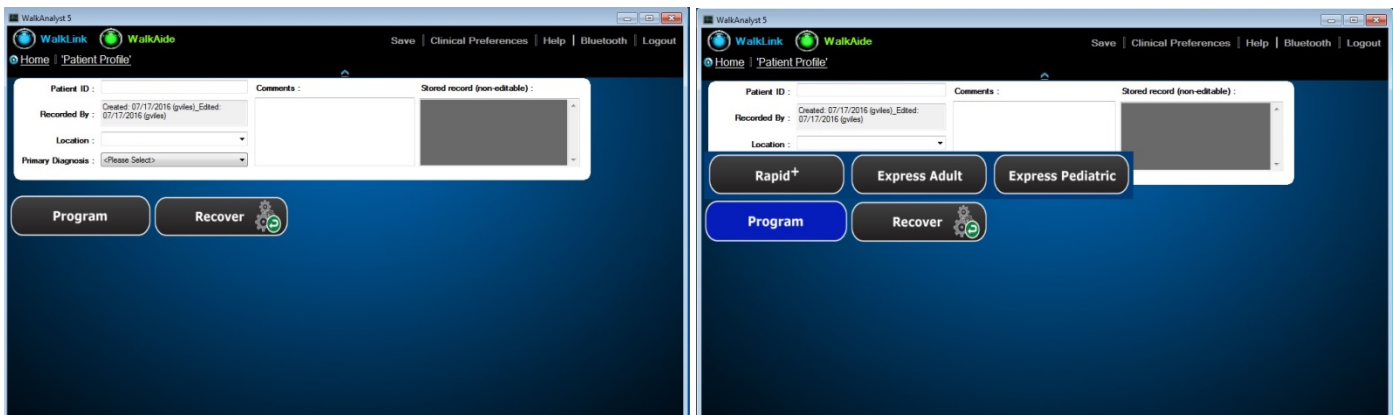 WalkAnalyst 5
WalkLink WalkAide Save Clinical Preferences Help Bluetooth Logout
Home 'Patient Profile'
Patient ID : Comments : Stored record (non-editable) :
Recorded By : Created: 07/17/2016 (gviles)_Edited:
07/17/2016 (gviles)
Location :
Primary Diagnosis : <Please Select>
Program Recover
WalkAnalyst 5
WalkLink WalkAide Save Clinical Preferences Help Bluetooth Logout
Home 'Patient Profile'
Patient ID : Comments : Stored record (non-editable) :
Recorded By : Created: 07/17/2016 (gviles)_Edited:
07/17/2016 (gviles)
Location :
Rapid+ Express Adult Express Pediatric
Program Recover